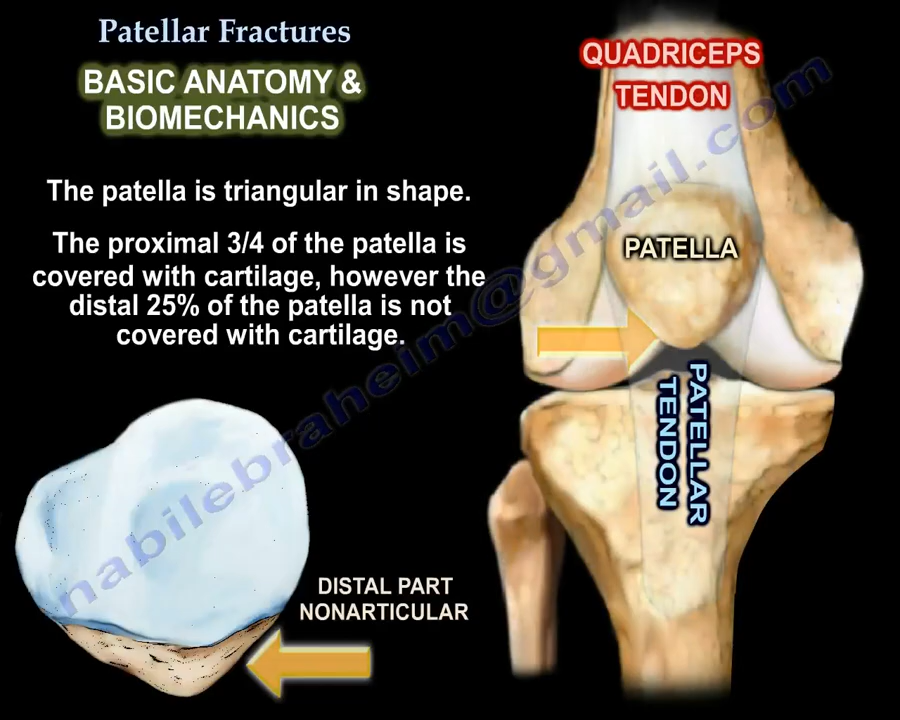 Patellar Fractures
BASIC ANATOMY &
BIOMECHANICS
The patella is triangular in shape.
The proximal 3/4 of the patella is
covered with cartilage, however the
distal 25% of the patella is not
covered with cartilage.
DISTAL PART
NONARTICULAR
QUADRICEPS
TENDON
PATELLA
PATELLAR
TENDON
nabilebraheim@gmail.com